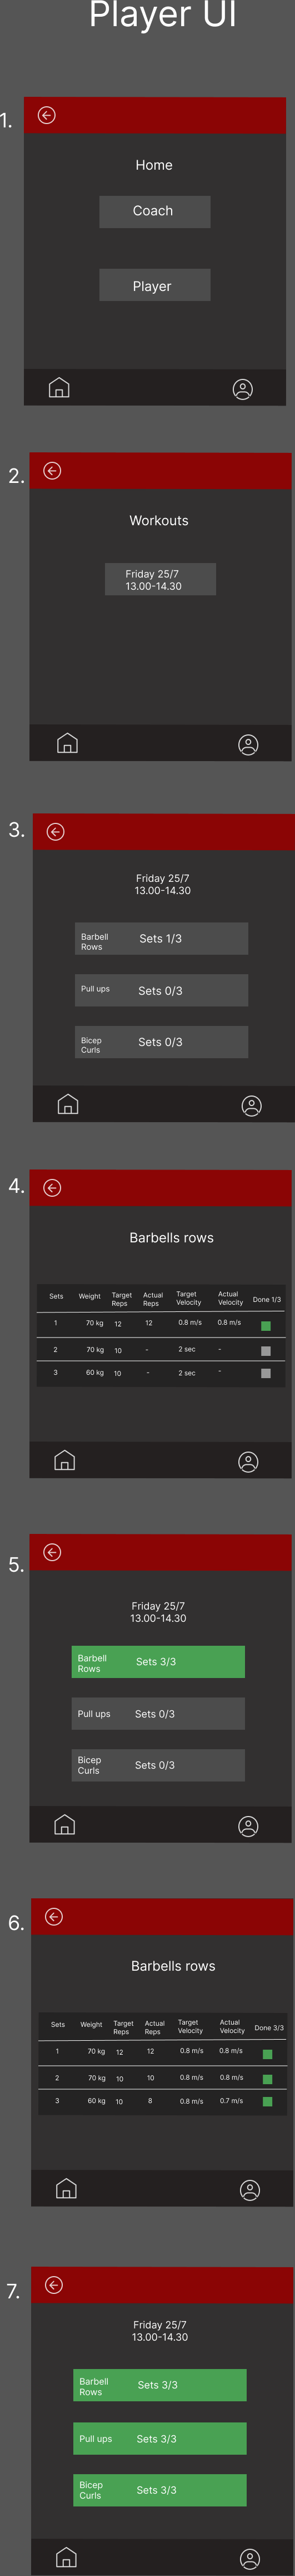 Player UI
1.
Home
Coach
Player
2.
Workouts
Friday 25/7
13.00-14.30
3.
Friday 25/7
13.00-14.30
Barbell
Rows
Sets 1/3
Pull ups
Sets 0/3
Bicep
Curls
Sets 0/3
4.
Barbells rows
Sets Weight Target Reps Actual Reps Target Velocity Actual Velocity Done 1/3
1 70 kg 12 12 0.8 m/s 0.8 m/s
2 70 kg 10 - 2 sec -
3 60 kg 10 - 2 sec -
5.
Friday 25/7
13.00-14.30
Barbell
Rows
Sets 3/3
Pull ups
Sets 0/3
Bicep
Curls
Sets 0/3
6.
Barbells rows
Sets Weight Target Reps Actual Reps Target Velocity Actual Velocity Done 3/3
1 70 kg 12 12 0.8 m/s 0.8 m/s
2 70 kg 10 10 0.8 m/s 0.8 m/s
3 60 kg 10 8 0.8 m/s 0.7 m/s
7.
Friday 25/7
13.00-14.30
Barbell
Rows
Sets 3/3
Pull ups
Sets 3/3
Bicep
Curls
Sets 3/3